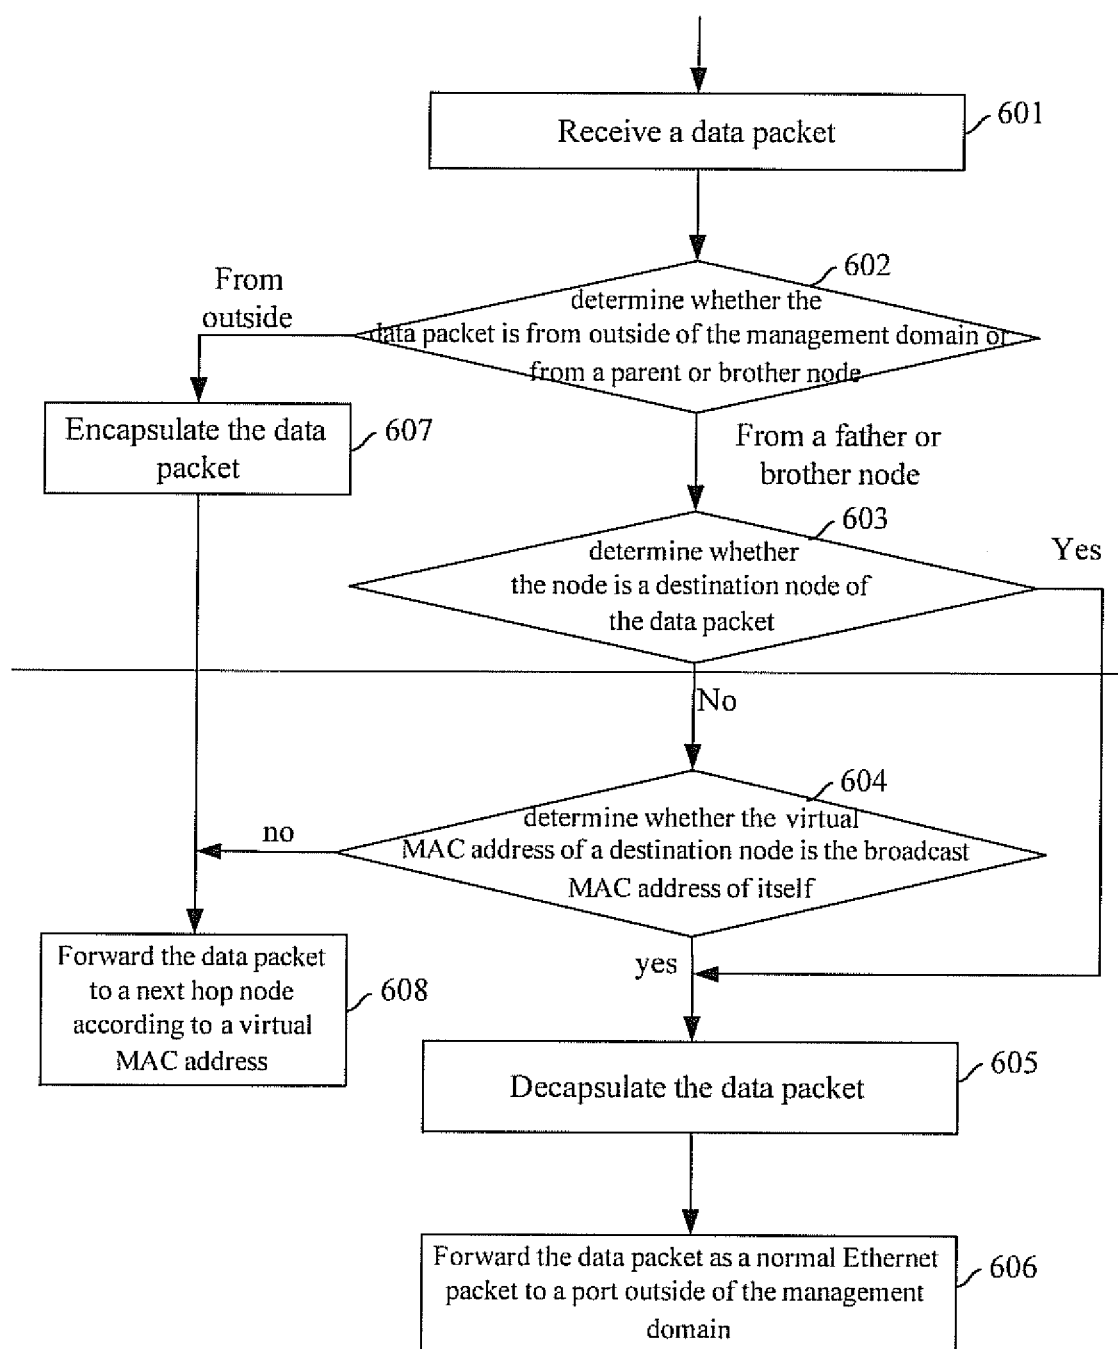 Receive a data packet
601
602
determine whether the
data packet is from outside of the management domain or
from a parent or brother node
From
outside
Encapsulate the data
packet
607
From a father or
brother node
603
determine whether
the node is a destination node of
the data packet
Yes
No
604
determine whether the virtual
MAC address of a destination node is the broadcast
MAC address of itself
no
yes
Forward the data packet
to a next hop node
according to a virtual
MAC address
608
Decapsulate the data packet
605
Forward the data packet as a normal Ethernet
packet to a port outside of the management
domain
606